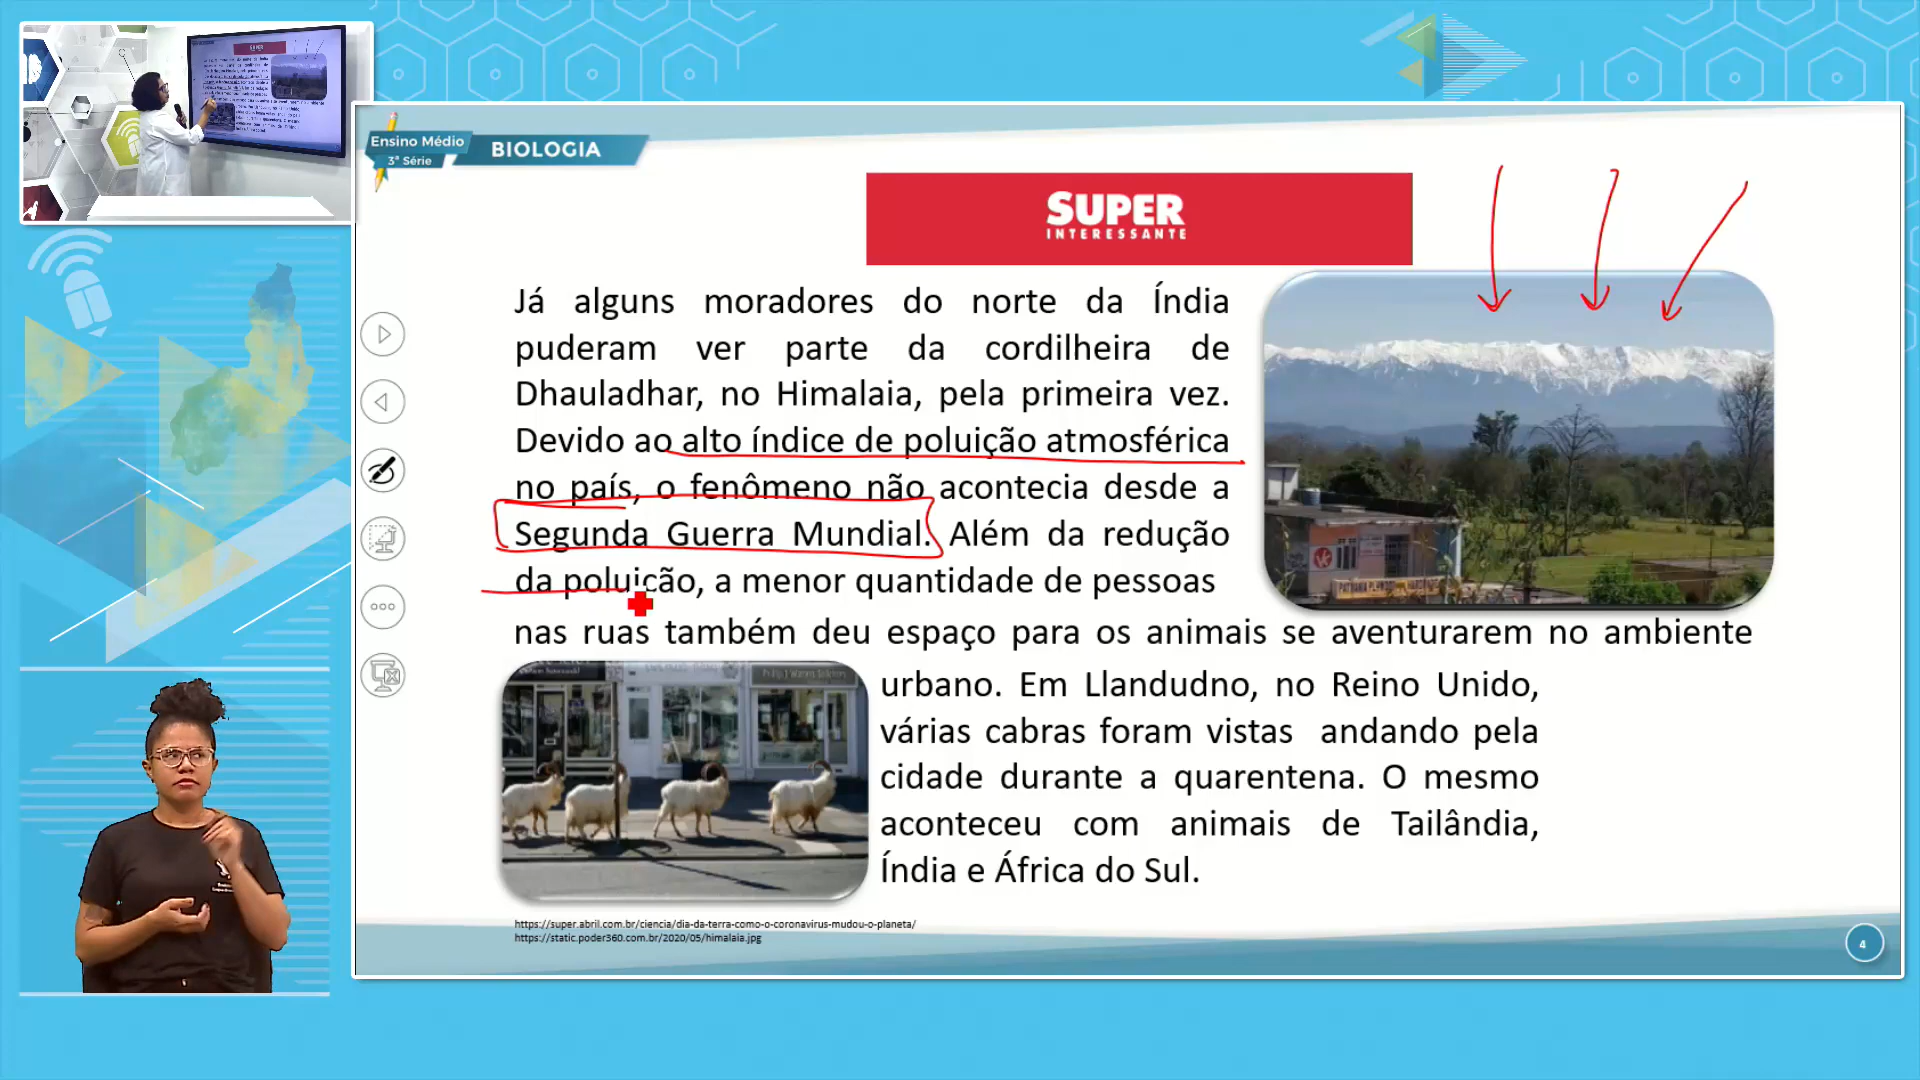 Ensino Médio
3ª Série
BIOLOGIA
SUPER
INTERESSANTE
Já alguns moradores do norte da Índia
puderam ver parte da cordilheira de
Dhauladhar, no Himalaia, pela primeira vez.
Devido ao alto índice de poluição atmosférica
no país, o fenômeno não acontecia desde a
Segunda Guerra Mundial. Além da redução
da poluição, a menor quantidade de pessoas
nas ruas também deu espaço para os animais se aventurarem no ambiente
urbano. Em Llandudno, no Reino Unido,
várias cabras foram vistas andando pela
cidade durante a quarentena. O mesmo
aconteceu com animais de Tailândia,
Índia e África do Sul.
https://super.abril.com.br/ciencia/dia-da-terra-como-o-coronavirus-mudou-o-planeta/
https://static.poder360.com.br/2020/05/himalaia.jpg
4